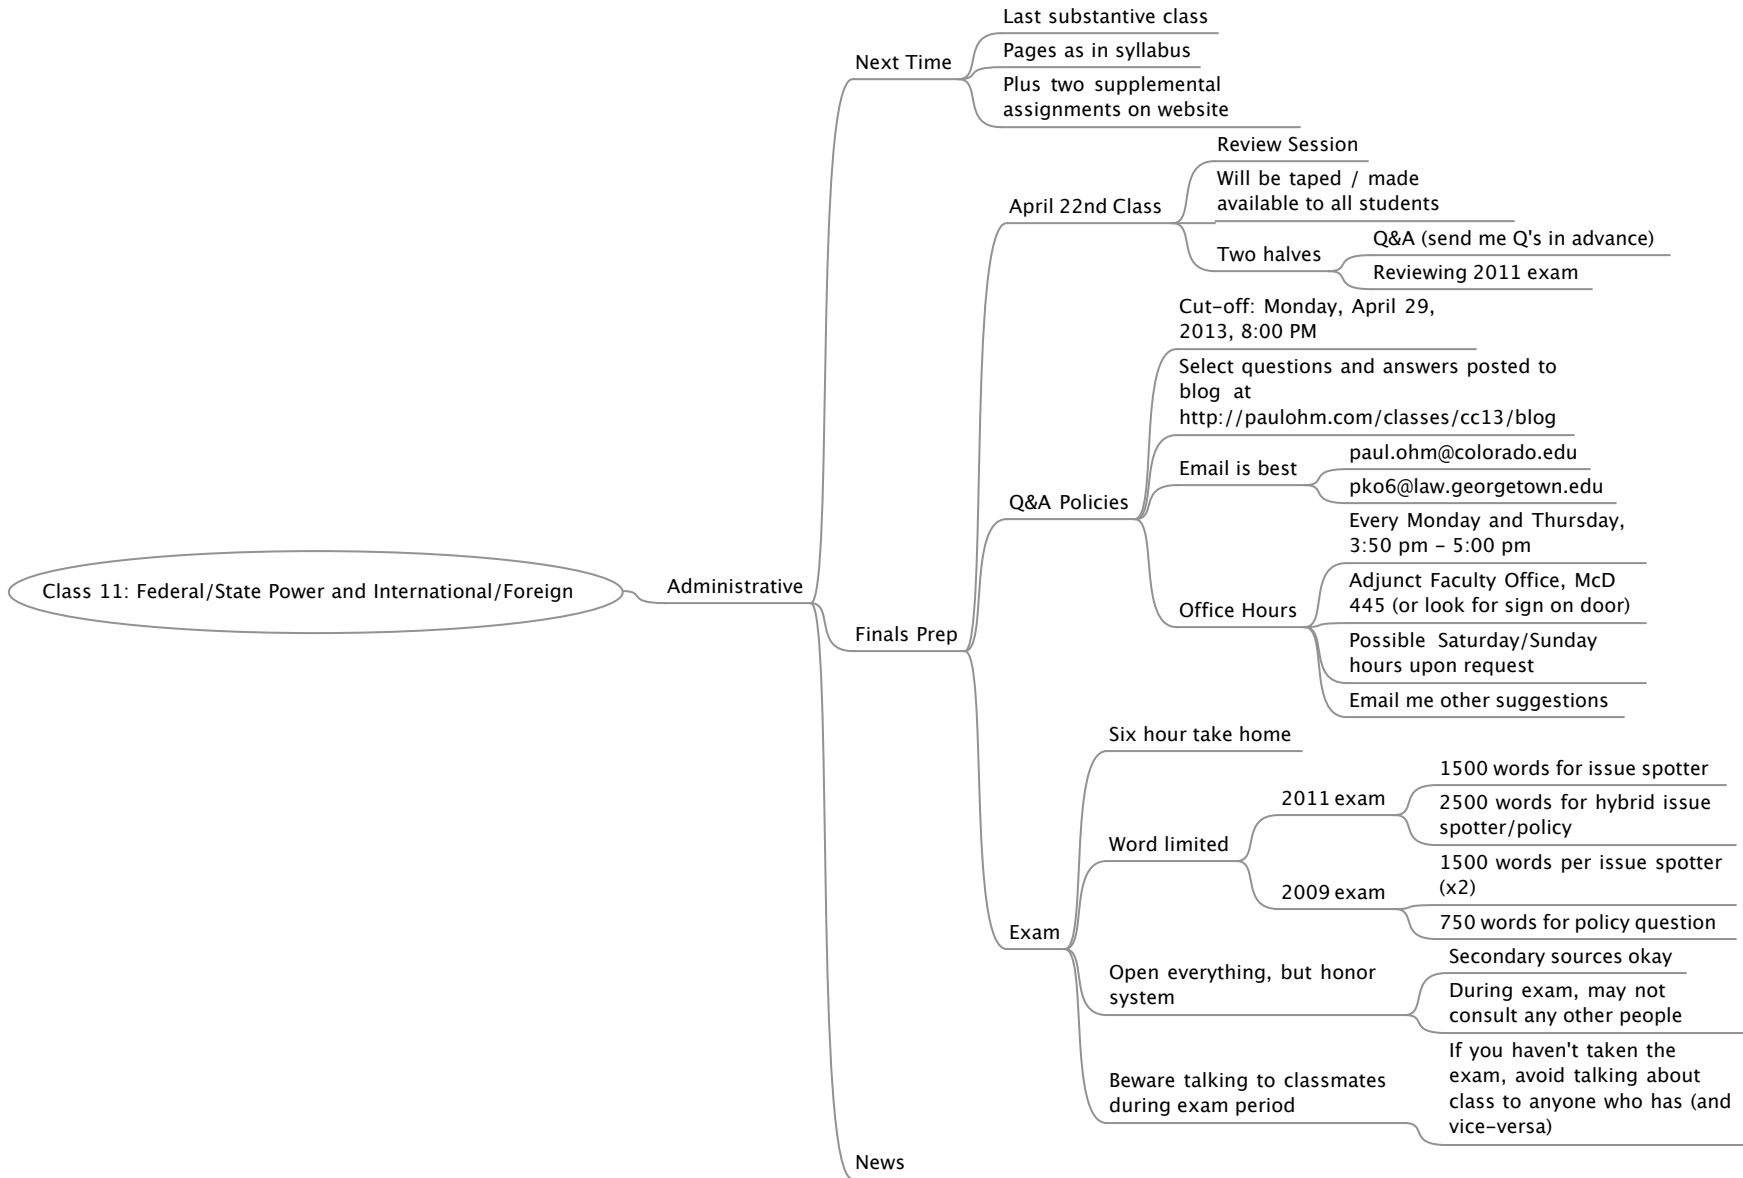 Class 11: Federal/State Power and International/Foreign
Administrative
Next Time
Last substantive class
Pages as in syllabus
Plus two supplemental
assignments on website
Finals Prep
April 22nd Class
Review Session
Will be taped / made
available to all students
Two halves
Q&A (send me Q's in advance)
Reviewing 2011 exam
Q&A Policies
Cut-off: Monday, April 29,
2013, 8:00 PM
Select questions and answers posted to
blog at
http://paulohm.com/classes/cc13/blog
Email is best
paul.ohm@colorado.edu
pko6@law.georgetown.edu
Office Hours
Every Monday and Thursday,
3:50 pm - 5:00 pm
Adjunct Faculty Office, McD
445 (or look for sign on door)
Possible Saturday/Sunday
hours upon request
Email me other suggestions
Exam
Six hour take home
Word limited
2011 exam
1500 words for issue spotter
2500 words for hybrid issue
spotter/policy
2009 exam
1500 words per issue spotter
(x2)
750 words for policy question
Open everything, but honor
system
Secondary sources okay
During exam, may not
consult any other people
Beware talking to classmates
during exam period
If you haven't taken the
exam, avoid talking about
class to anyone who has (and
vice-versa)
News